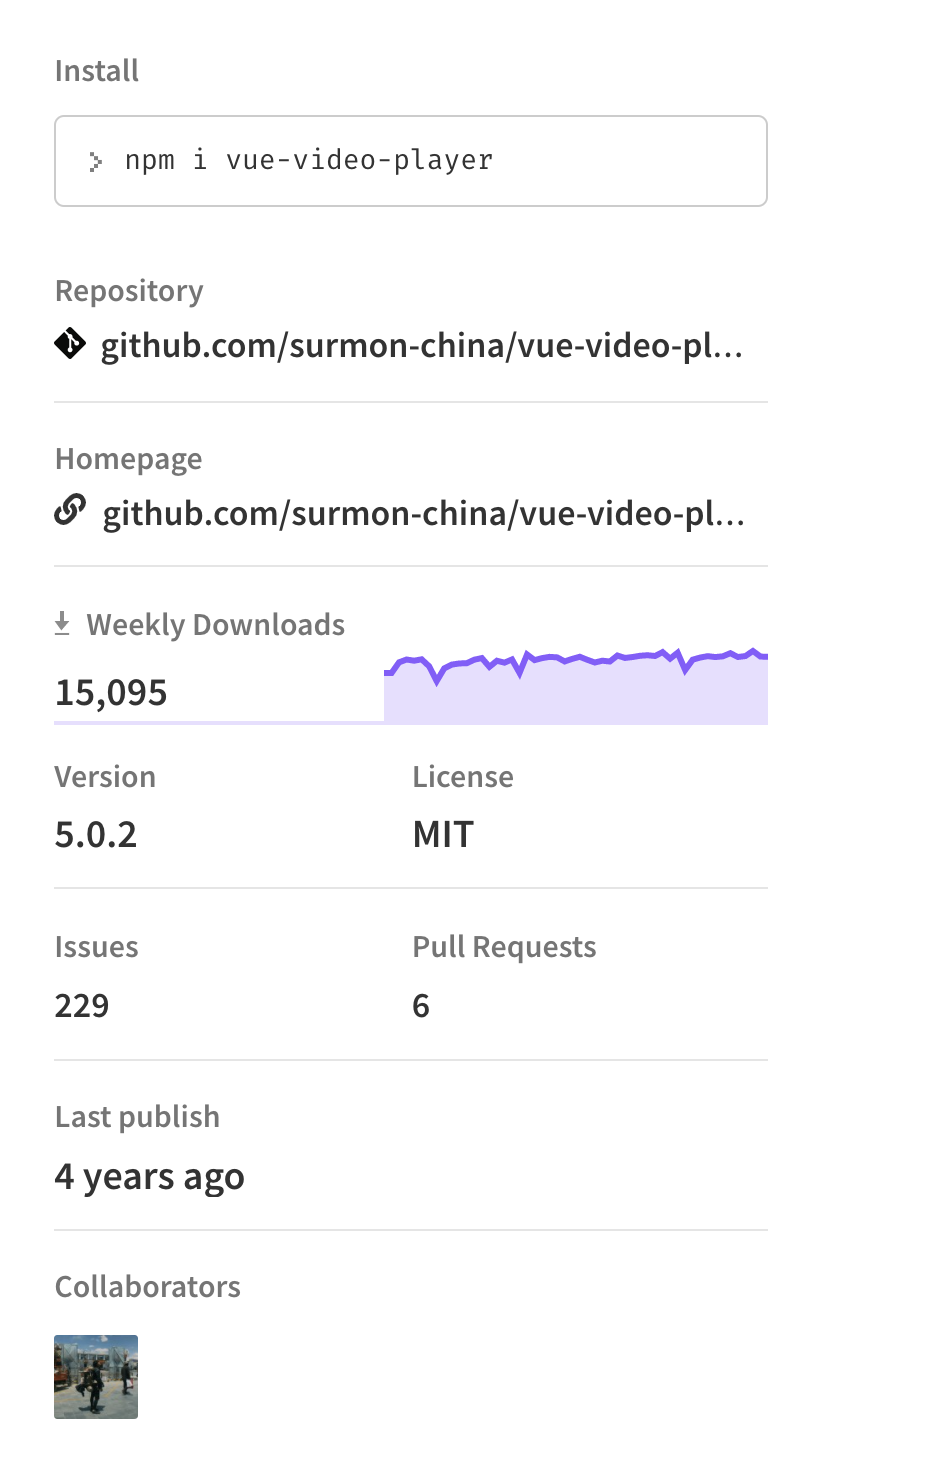 Install
npm i vue-video-player
Repository
github.com/surmon-china/vue-video-pl...
Homepage
github.com/surmon-china/vue-video-pl...
Weekly Downloads
15,095
Version License
5.0.2 MIT
Issues Pull Requests
229 6
Last publish
4 years ago
Collaborators